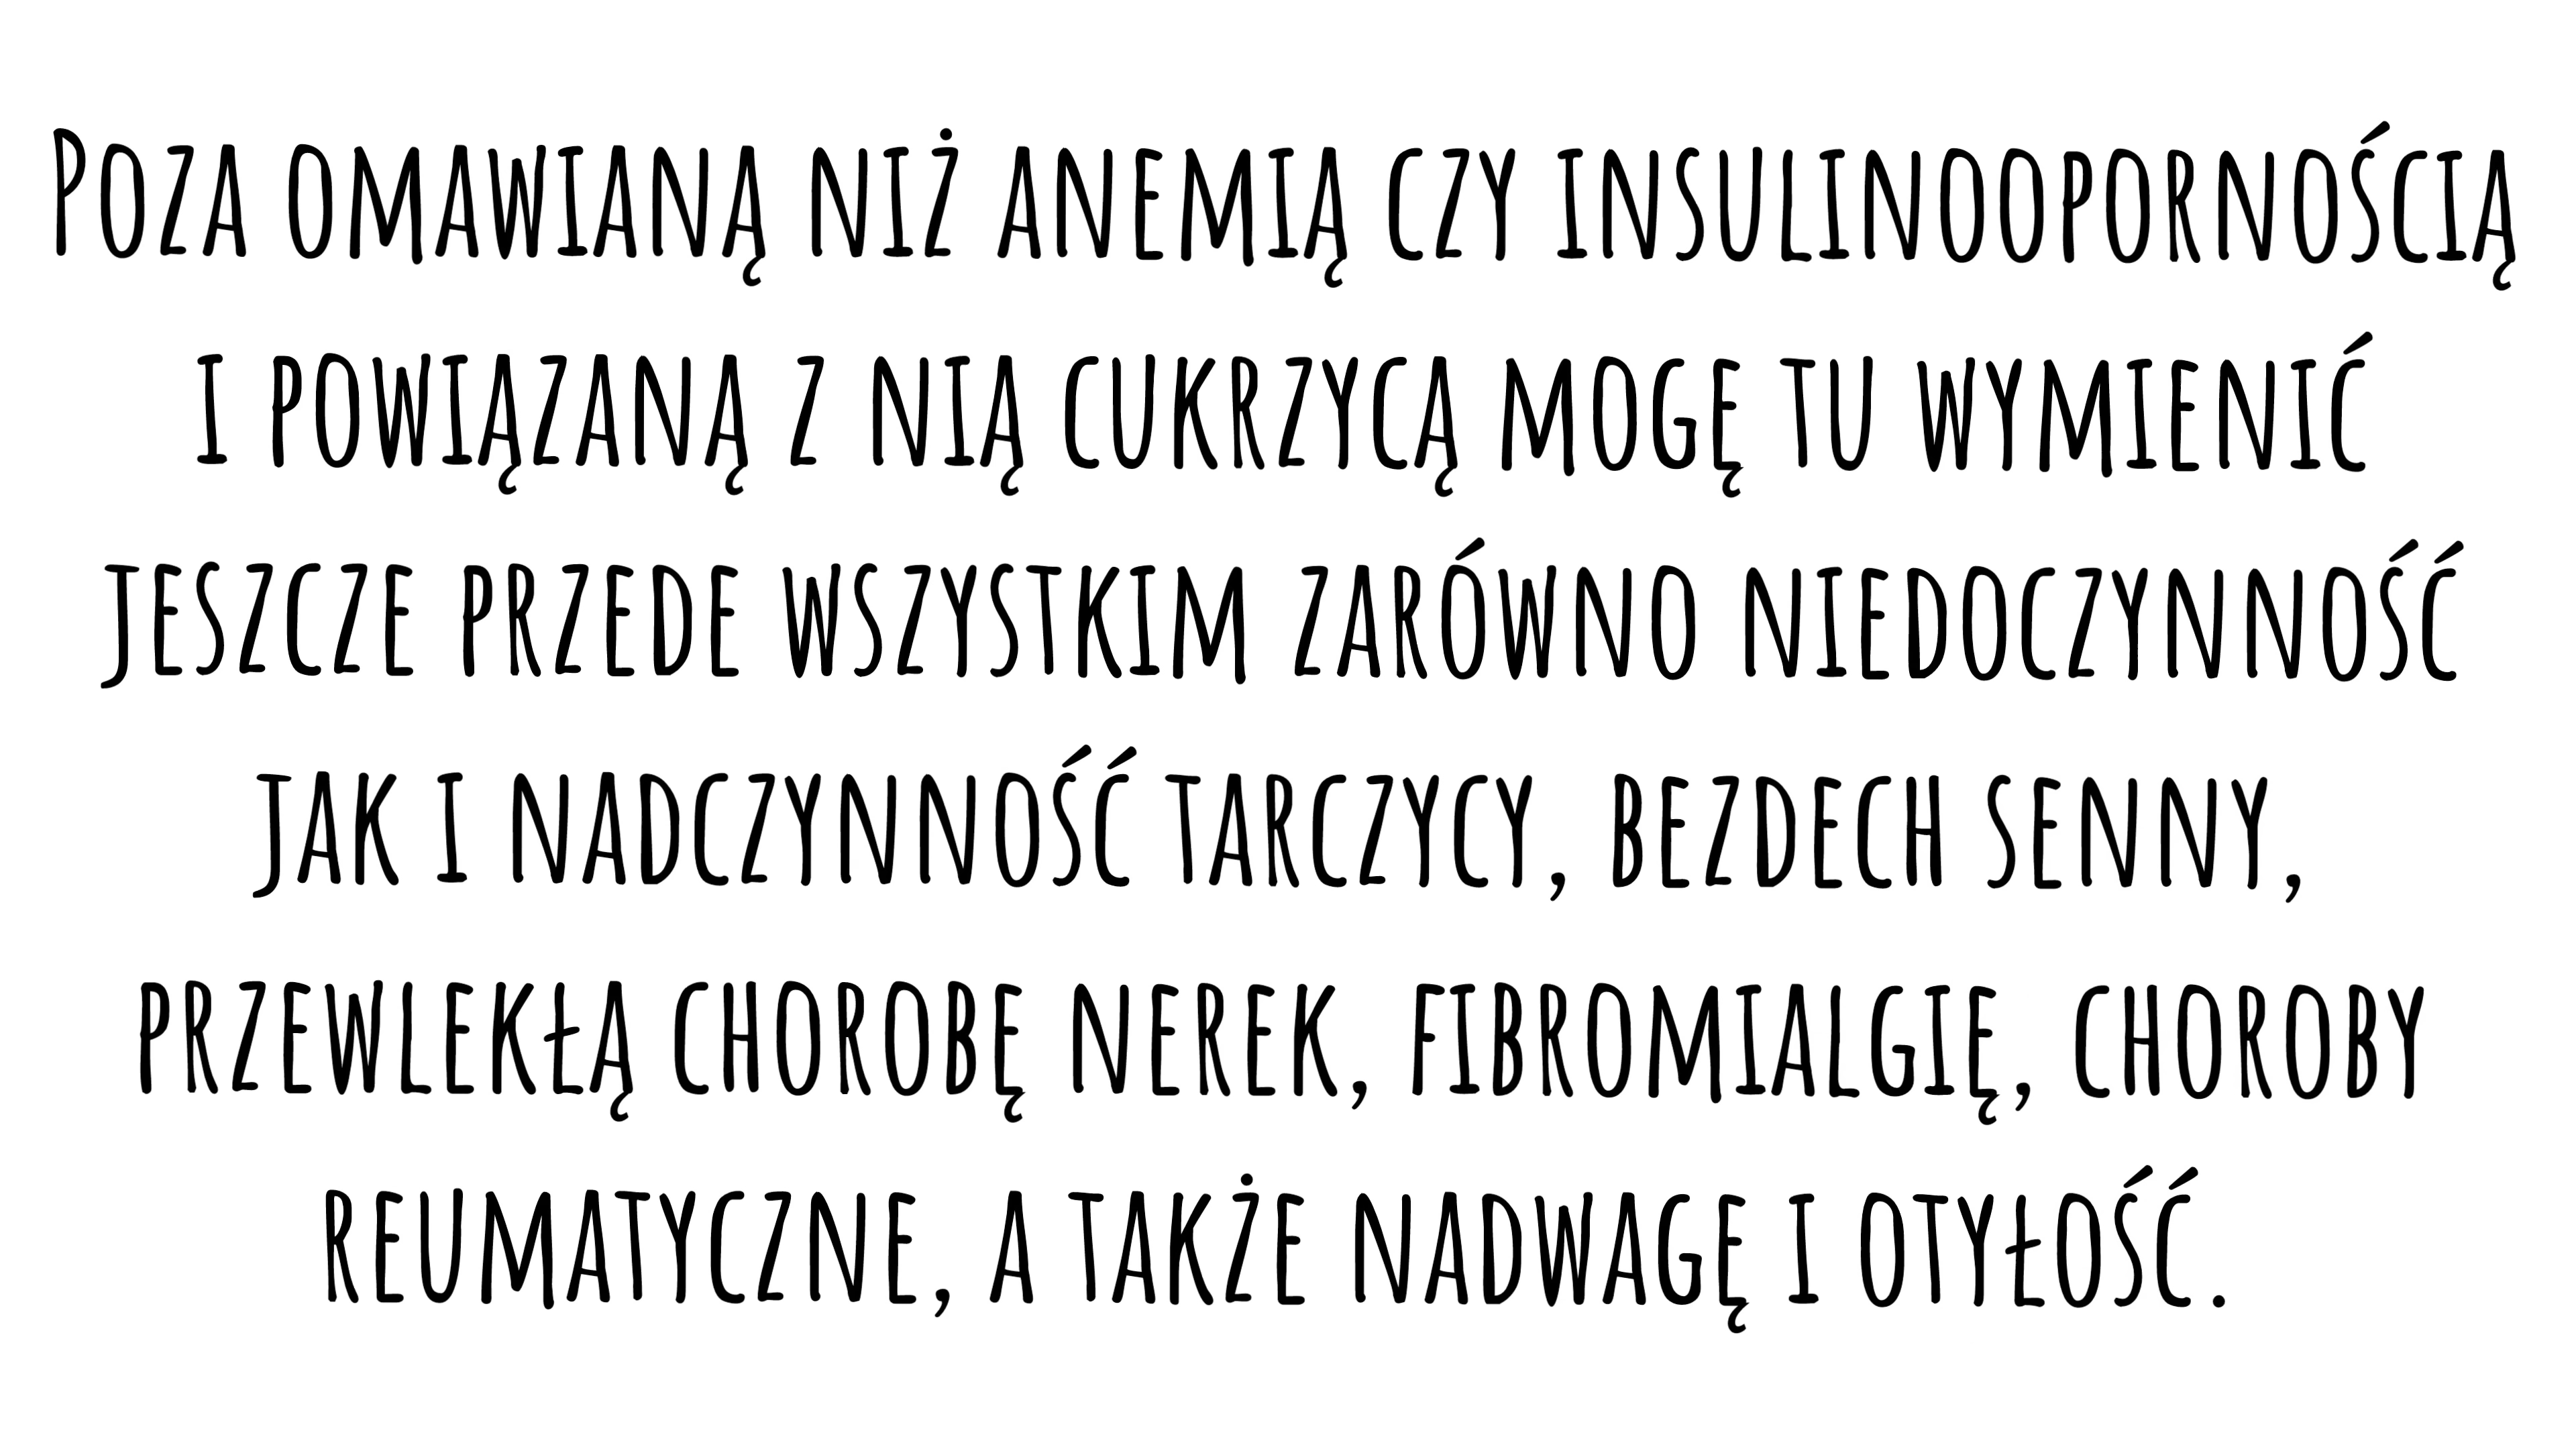 Poza omawianą niż anemią czy insulinoopornością
i powiązaną z nią cukrzycą mogę tu wymienić
jeszcze przede wszystkim zarówno niedoczynność
jak i nadczynność tarczycy, bezdech senny,
przewlekłą chorobę nerek, fibromialgię, choroby
reumatyczne, a także nadwagę i otyłość.